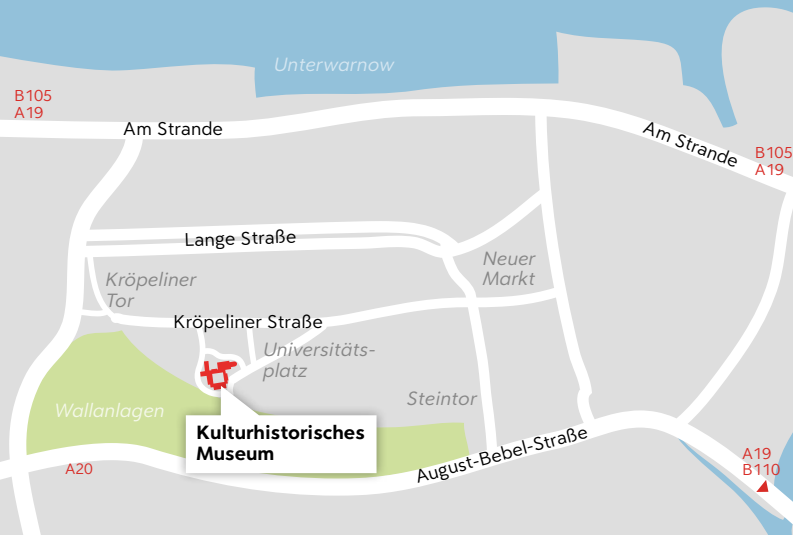 Unterwarnow
B105
A19
Am Strande
Am Strande
B105
A19
Lange Straße
Neuer
Markt
Kröpeliner
Tor
Kröpeliner Straße
Universitäts-
platz
Steintor
Wallanlagen
Kulturhistorisches
Museum
August-Bebel-Straße
A20
A19
B110